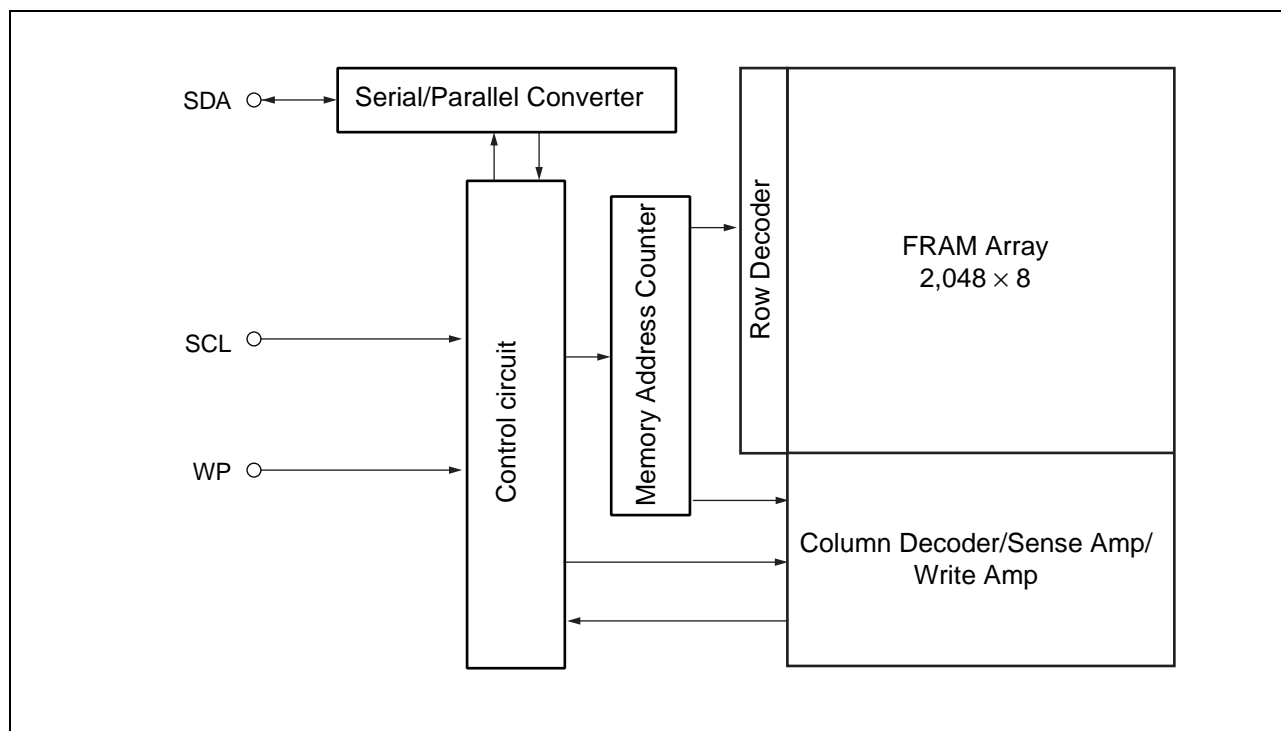 SDA
Serial/Parallel Converter
SCL
WP
Control circuit
Memory Address Counter
Row Decoder
FRAM Array
2,048 × 8
Column Decoder/Sense Amp/
Write Amp